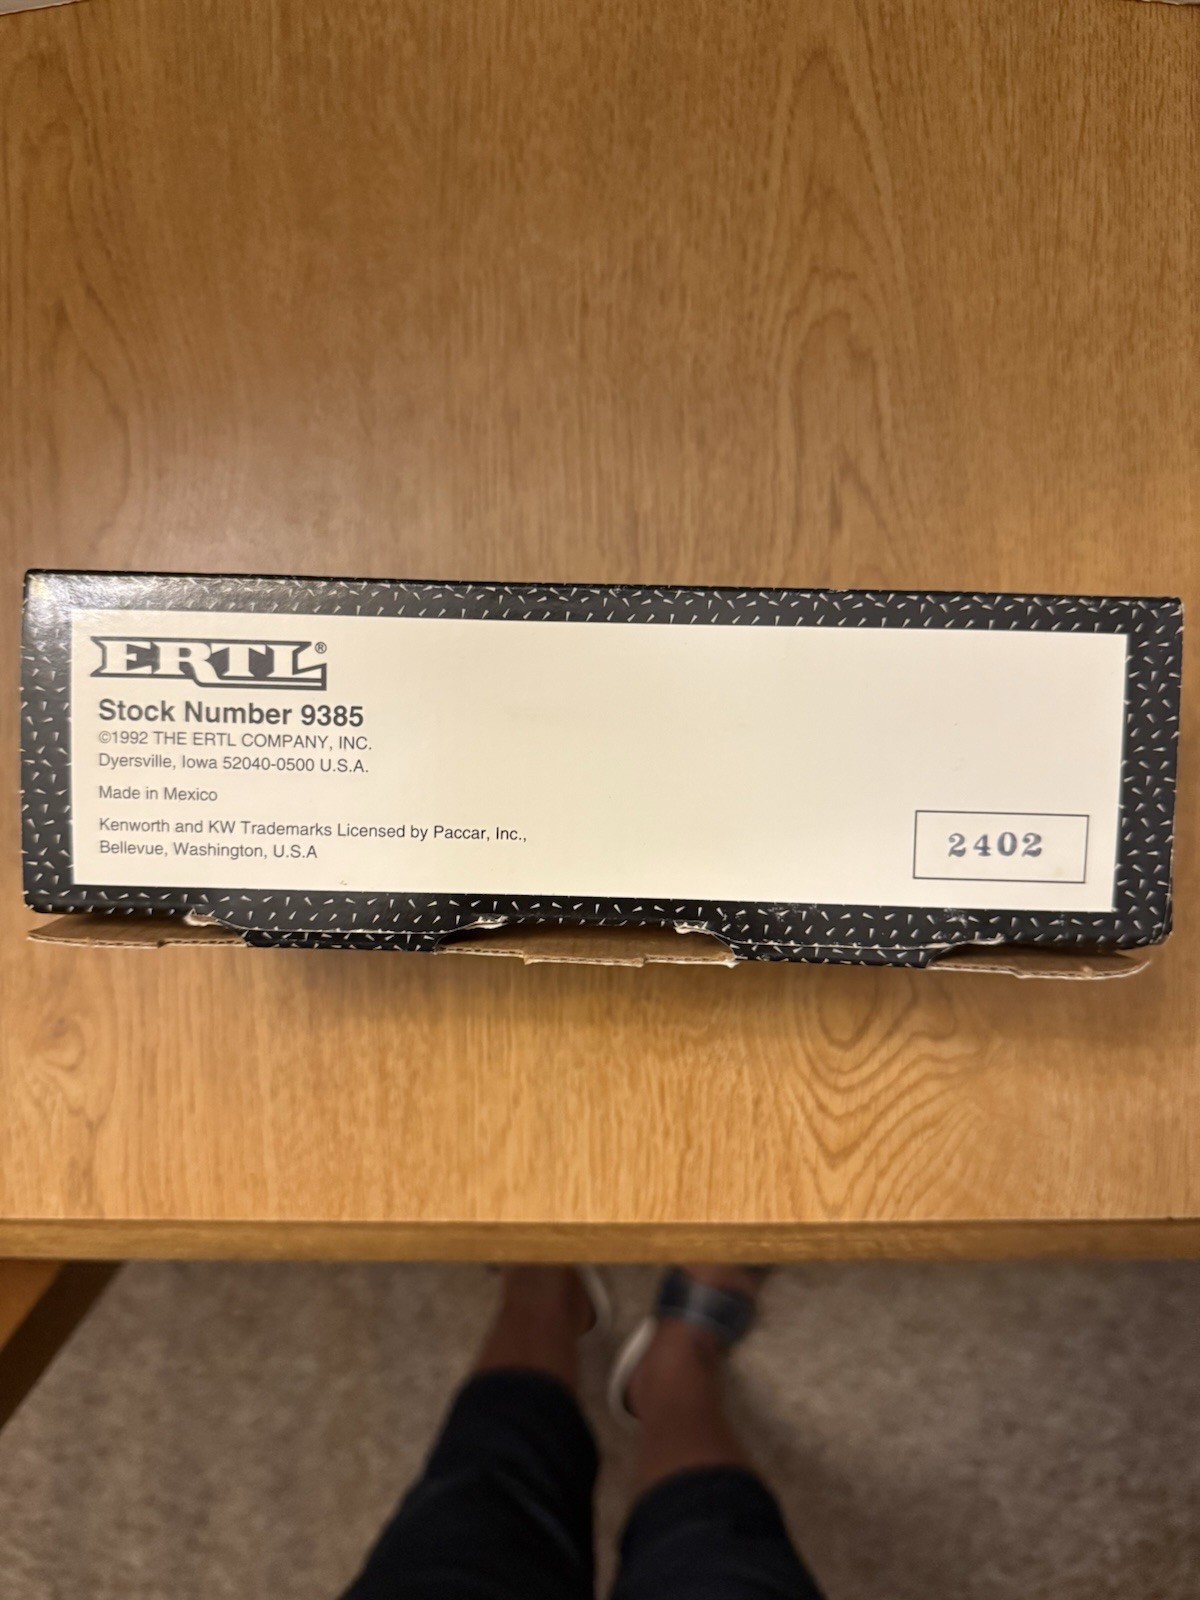 ERTL®
Stock Number 9385
©1992 THE ERTL COMPANY, INC.
Dyersville, Iowa 52040-0500 U.S.A.
Made in Mexico
Kenworth and KW Trademarks Licensed by Paccar, Inc.,
Bellevue, Washington, U.S.A
2402